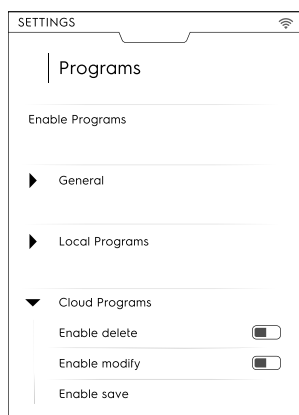 SETTINGS
Programs
Enable Programs
General
Local Programs
Cloud Programs
Enable delete
Enable modify
Enable save